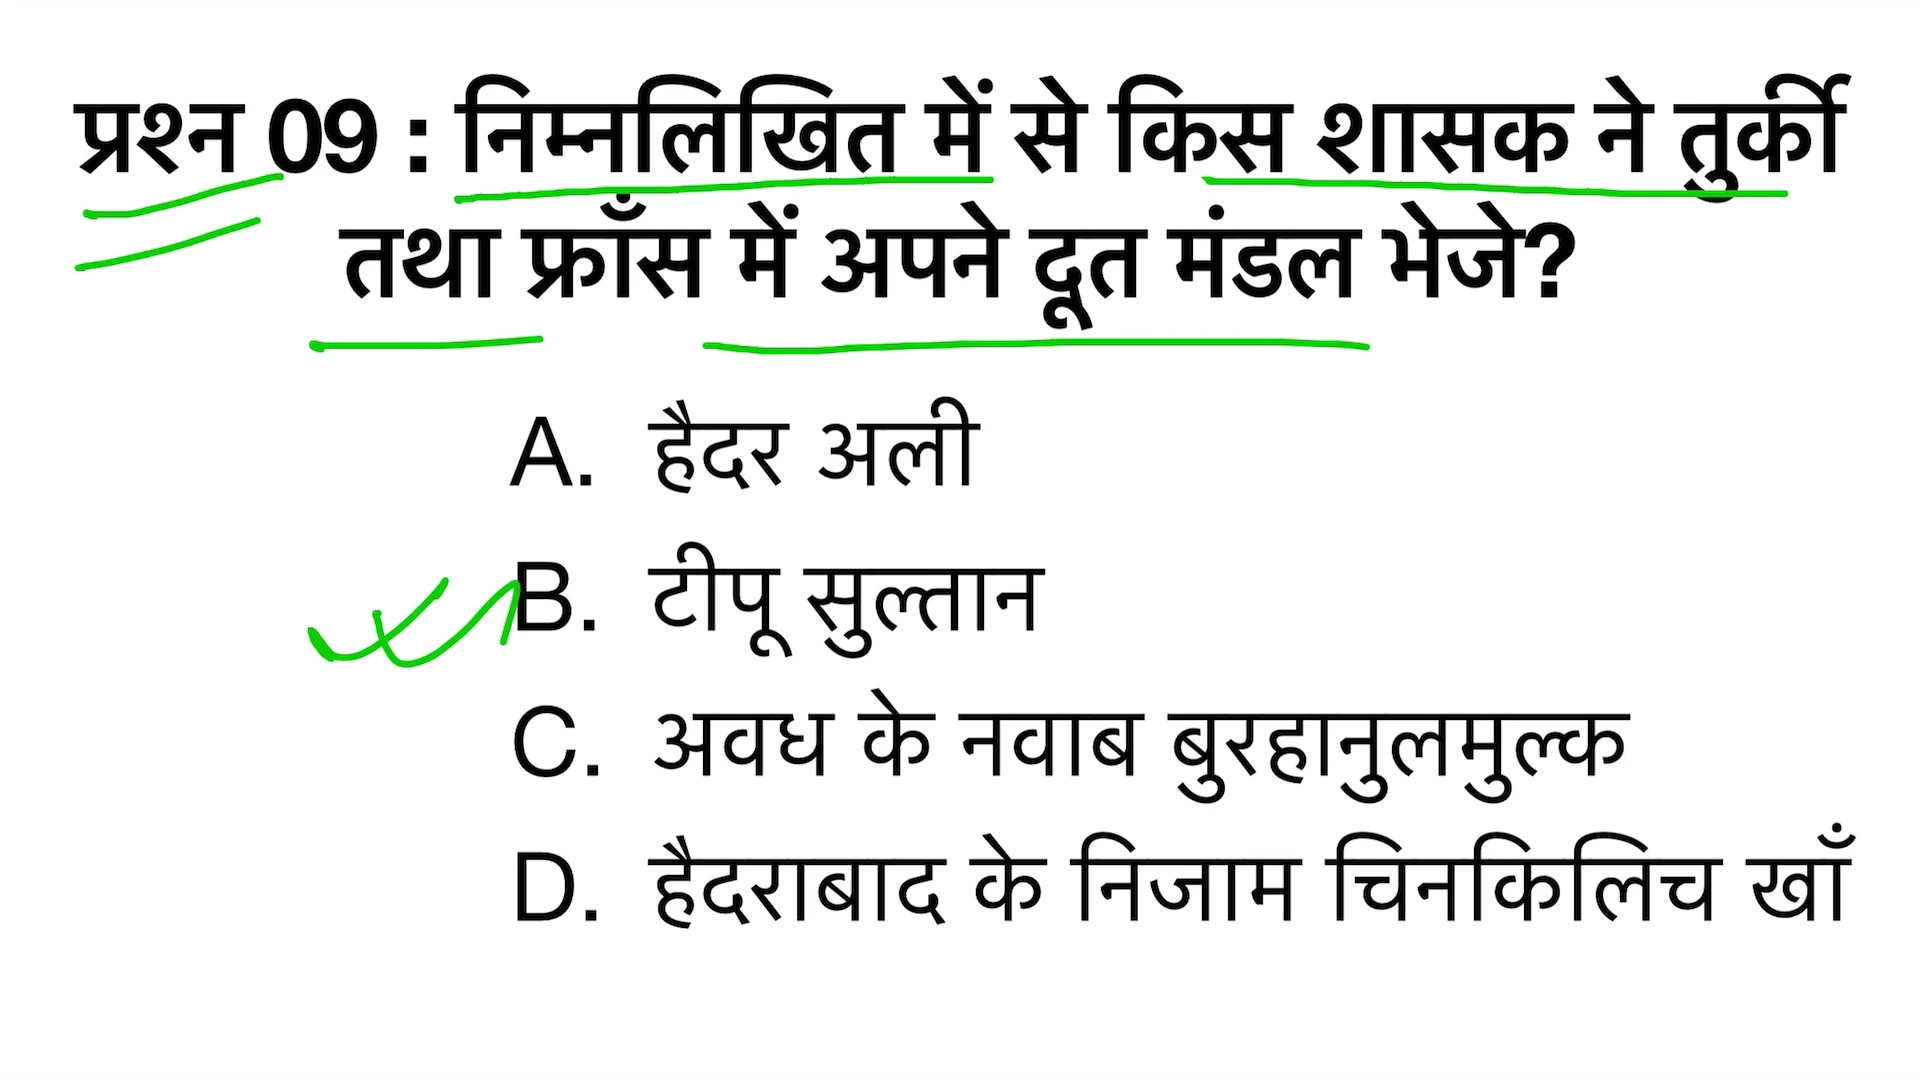 प्रश्न 09 : निम्नलिखित में से किस शासक ने तुर्की
तथा फ्राँस में अपने दूत मंडल भेजे?
A. हैदर अली
B. टीपू सुल्तान
C. अवध के नवाब बुरहानुलमुल्क
D. हैदराबाद के निजाम चिनकिलिच खाँ